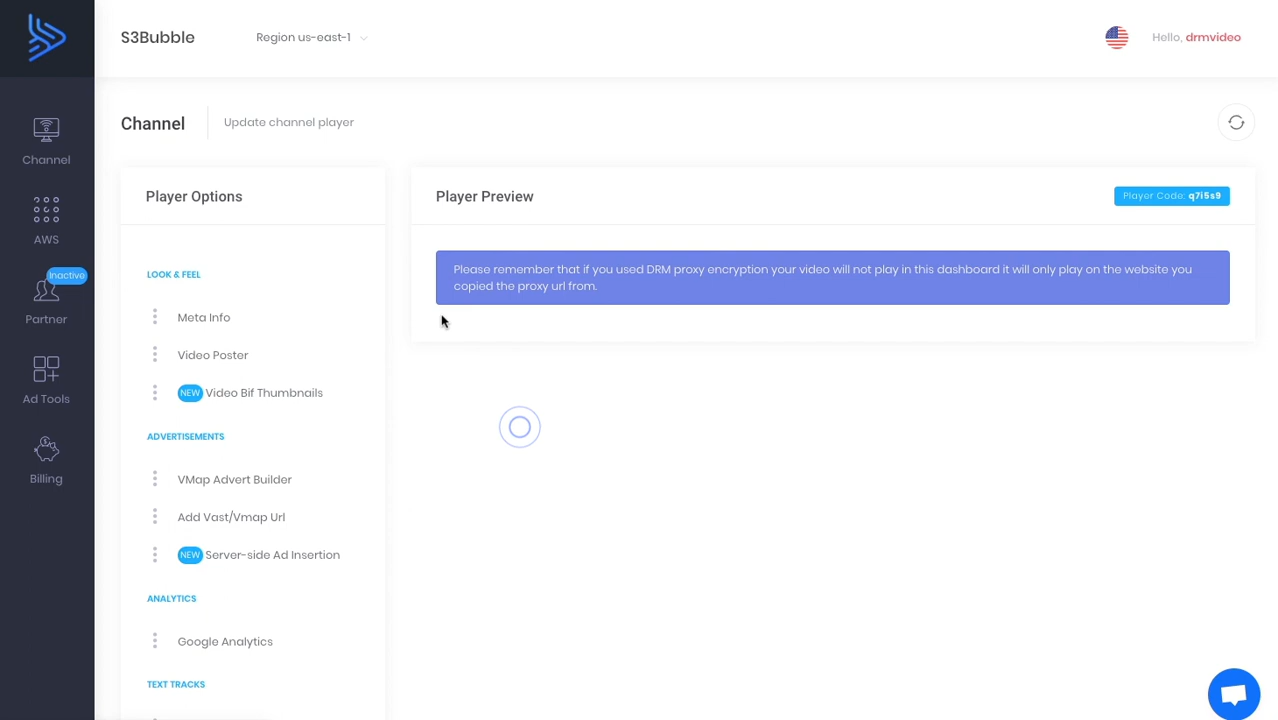 S3Bubble
Region us-east-1
Hello, drmvideo
Channel
Update channel player
Channel
AWS
Inactive
Partner
Ad Tools
Billing
Player Options
LOOK & FEEL
Meta Info
Video Poster
NEW Video Bif Thumbnails
ADVERTISEMENTS
VMap Advert Builder
Add Vast/Vmap Url
NEW Server-side Ad Insertion
ANALYTICS
Google Analytics
TEXT TRACKS
Player Preview
Player Code: q7i5s9
Please remember that if you used DRM proxy encryption your video will not play in this dashboard it will only play on the website you
copied the proxy url from.